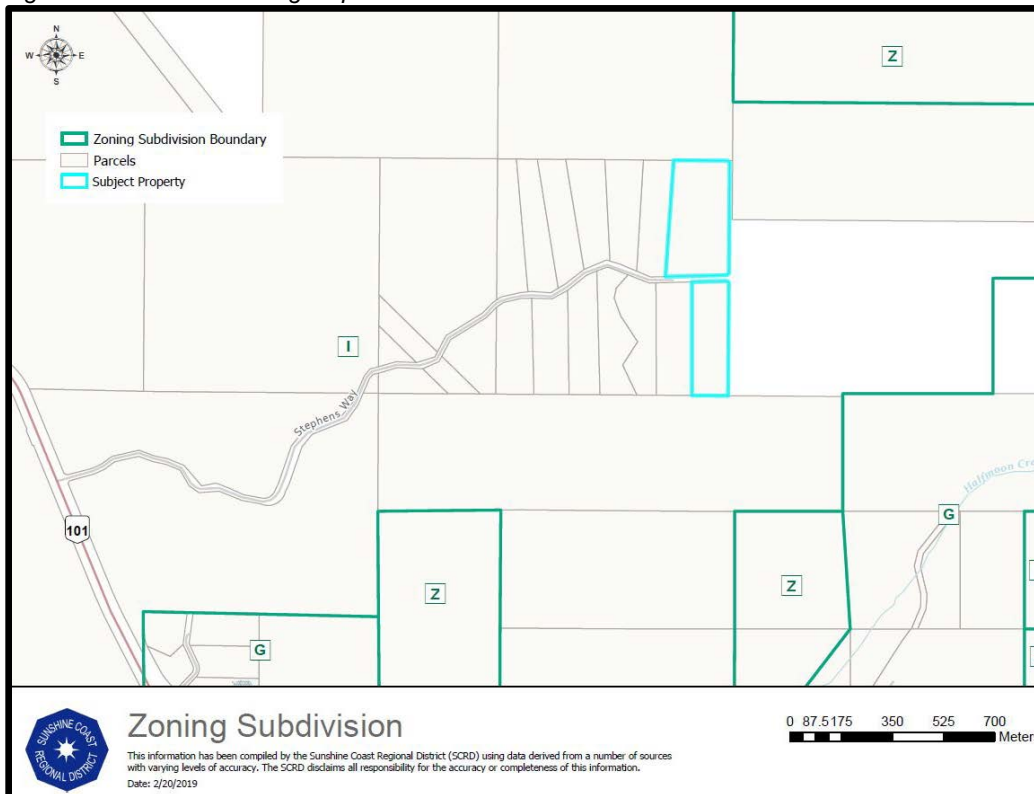 N
W E
S
Z
Zoning Subdivision Boundary
Parcels
Subject Property
I
Stephens Way
101
Halfmoon Cre
G
Z
Z
G
Zoning Subdivision
This information has been compiled by the Sunshine Coast Regional District (SCRD) using data derived from a number of sources
with varying levels of accuracy. The SCRD disclaims all responsibility for the accuracy or completeness of this information.
Date: 2/20/2019
SUNSHINE COAST
REGIONAL DISTRICT
0 87.5 175 350 525 700
Meter